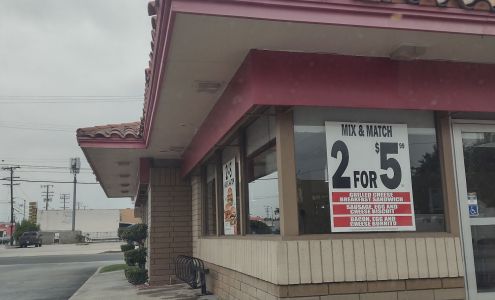 MIX & MATCH
2 FOR $5.99
GRILLED CHEESE
BREAKFAST SANDWICH
SAUSAGE, EGG AND
CHEESE BISCUIT
BACON, EGG AND
CHEESE BURRITO